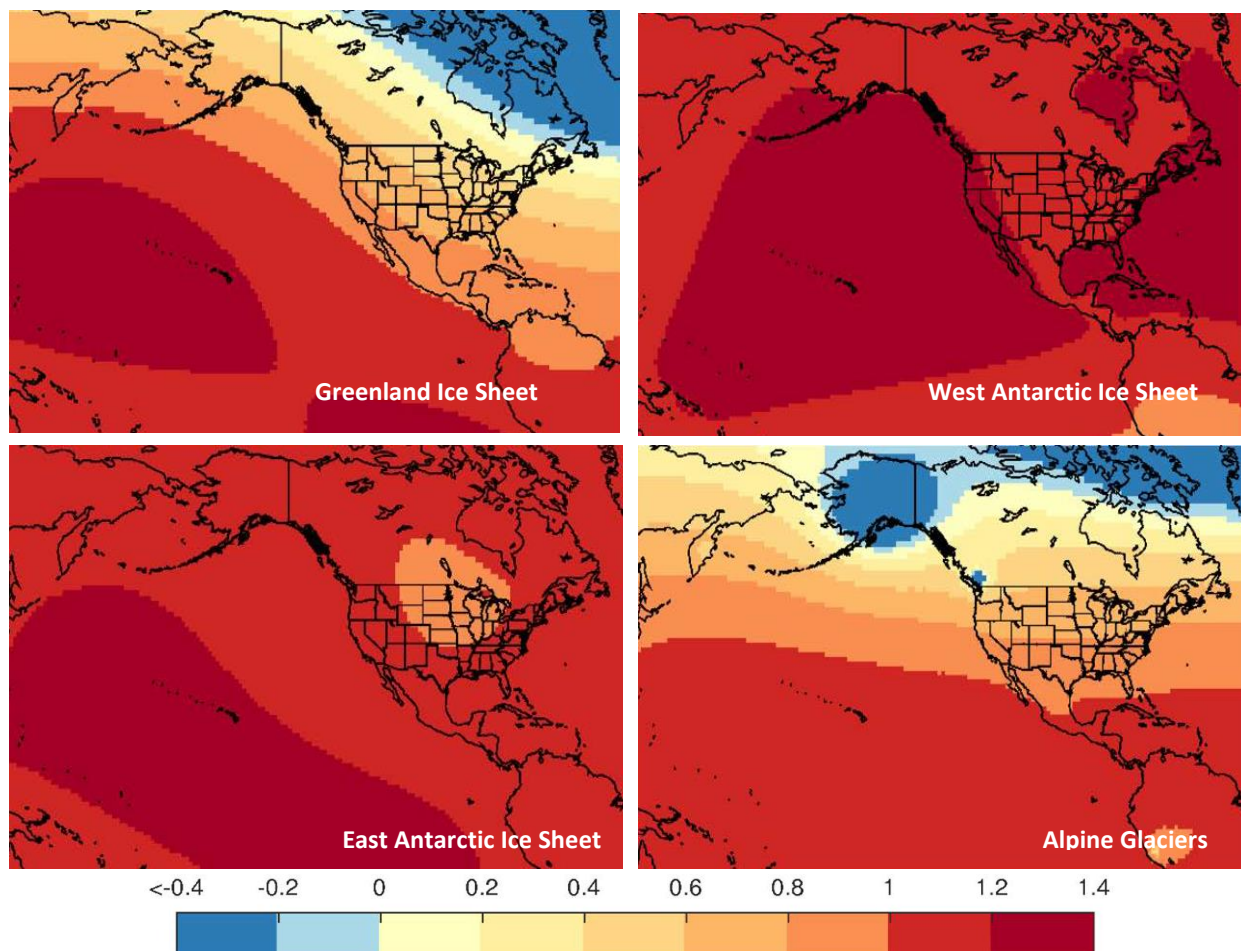 Greenland Ice Sheet
West Antarctic Ice Sheet
East Antarctic Ice Sheet
Alpine Glaciers
<-0.4 -0.2 0 0.2 0.4 0.6 0.8 1 1.2 1.4